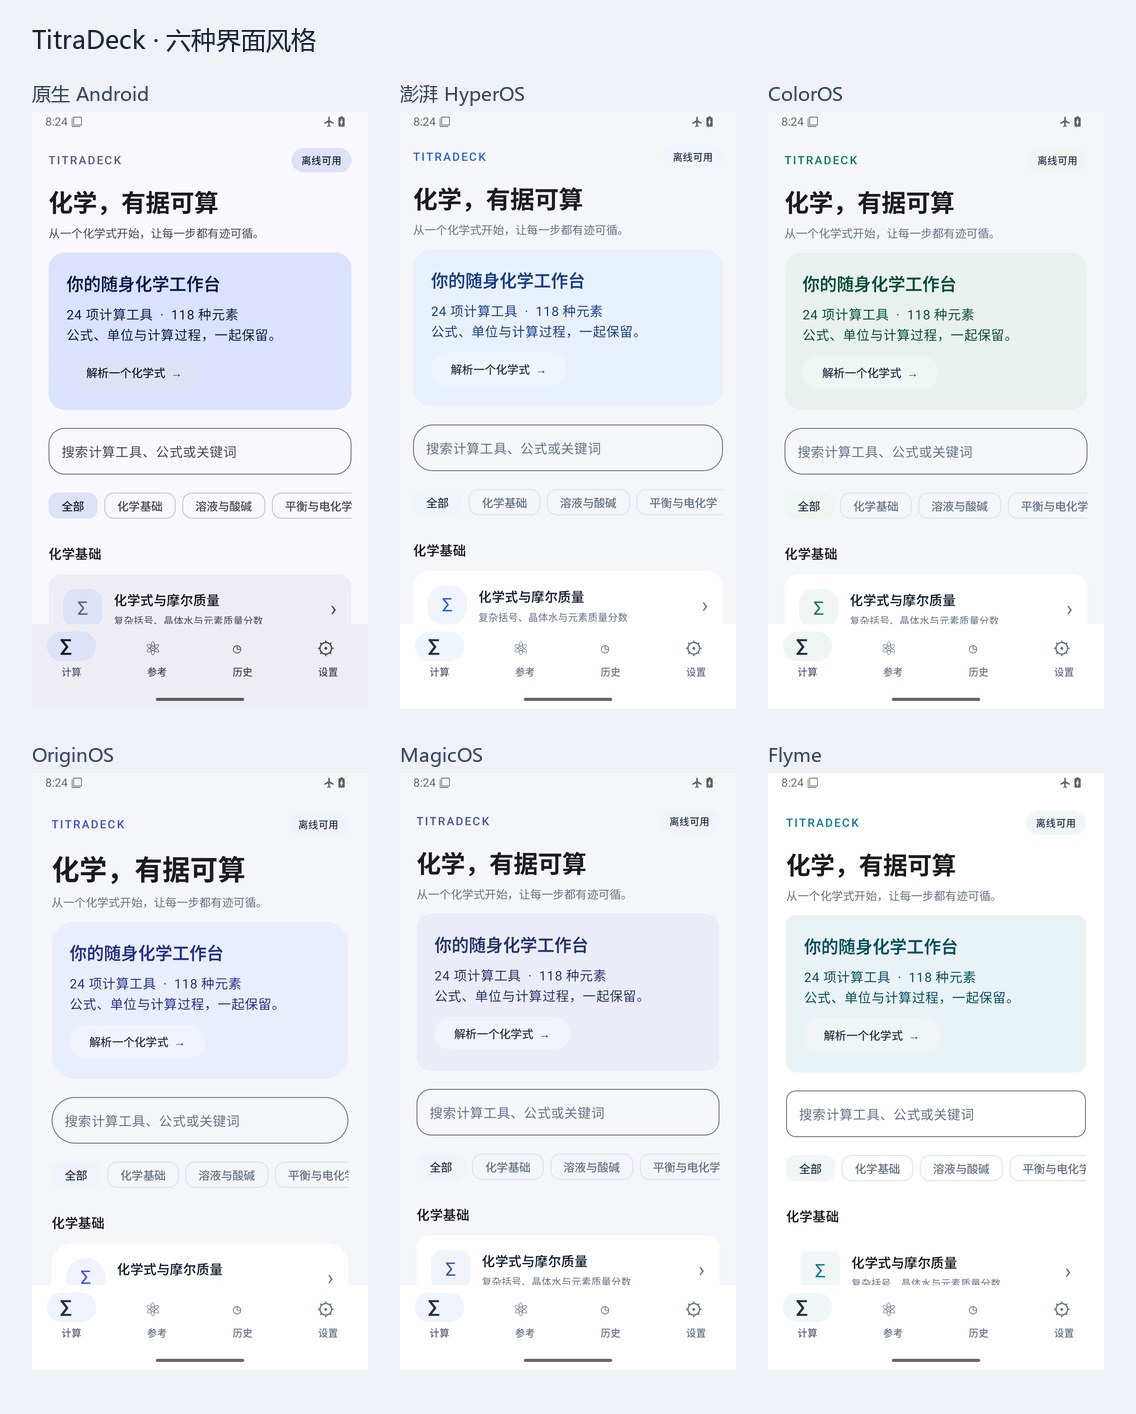 TitraDeck · 六种界面风格
原生 Android
8:24
TITRADECK
离线可用
化学，有据可算
从一个化学式开始，让每一步都有迹可循。
你的随身化学工作台
24 项计算工具 · 118 种元素
公式、单位与计算过程，一起保留。
解析一个化学式 →
搜索计算工具、公式或关键词
全部 化学基础 溶液与酸碱 平衡与电化学
化学基础
Σ 化学式与摩尔质量 ›
复杂括号、晶体水与元素质量分数
Σ
计算 参考 历史 设置
澎湃 HyperOS
8:24
TITRADECK
离线可用
化学，有据可算
从一个化学式开始，让每一步都有迹可循。
你的随身化学工作台
24 项计算工具 · 118 种元素
公式、单位与计算过程，一起保留。
解析一个化学式 →
搜索计算工具、公式或关键词
全部 化学基础 溶液与酸碱 平衡与电化学
化学基础
Σ 化学式与摩尔质量 ›
复杂括号、晶体水与元素质量分数
Σ
计算 参考 历史 设置
ColorOS
8:24
TITRADECK
离线可用
化学，有据可算
从一个化学式开始，让每一步都有迹可循。
你的随身化学工作台
24 项计算工具 · 118 种元素
公式、单位与计算过程，一起保留。
解析一个化学式 →
搜索计算工具、公式或关键词
全部 化学基础 溶液与酸碱 平衡与电化学
化学基础
Σ 化学式与摩尔质量 ›
复杂括号、晶体水与元素质量分数
Σ
计算 参考 历史 设置
OriginOS
8:24
TITRADECK
离线可用
化学，有据可算
从一个化学式开始，让每一步都有迹可循。
你的随身化学工作台
24 项计算工具 · 118 种元素
公式、单位与计算过程，一起保留。
解析一个化学式 →
搜索计算工具、公式或关键词
全部 化学基础 溶液与酸碱 平衡与电化学
化学基础
Σ 化学式与摩尔质量 ›
Σ
计算 参考 历史 设置
MagicOS
8:24
TITRADECK
离线可用
化学，有据可算
从一个化学式开始，让每一步都有迹可循。
你的随身化学工作台
24 项计算工具 · 118 种元素
公式、单位与计算过程，一起保留。
解析一个化学式 →
搜索计算工具、公式或关键词
全部 化学基础 溶液与酸碱 平衡与电化学
化学基础
Σ 化学式与摩尔质量 ›
复杂括号、晶体水与元素质量分数
Σ
计算 参考 历史 设置
Flyme
8:24
TITRADECK
离线可用
化学，有据可算
从一个化学式开始，让每一步都有迹可循。
你的随身化学工作台
24 项计算工具 · 118 种元素
公式、单位与计算过程，一起保留。
解析一个化学式 →
搜索计算工具、公式或关键词
全部 化学基础 溶液与酸碱 平衡与电化学
化学基础
Σ 化学式与摩尔质量 ›
复杂括号、晶体水与元素质量分数
Σ
计算 参考 历史 设置